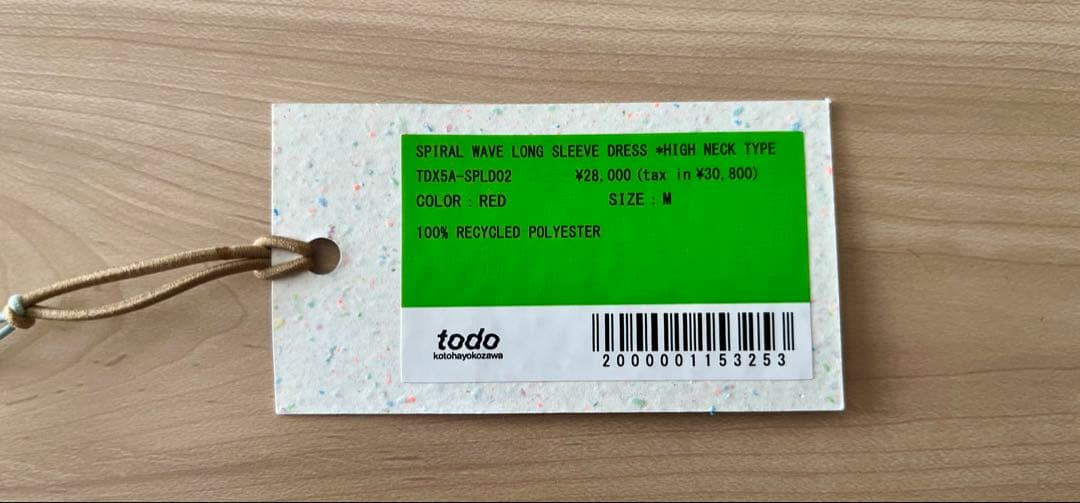 SPIRAL WAVE LONG SLEEVE DRESS *HIGH NECK TYPE
TDX5A-SPLD02 ¥28,000 (tax in ¥30,800)
COLOR : RED SIZE : M
100% RECYCLED POLYESTER
todo
kotohayokozawa
2000001153253